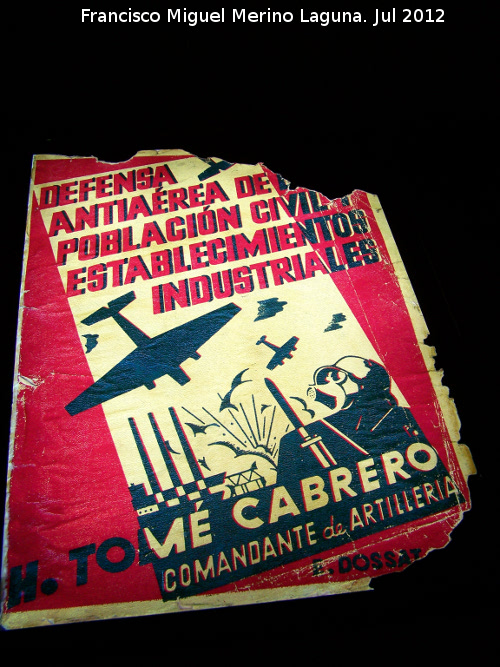 Francisco Miguel Merino Laguna. Jul 2012
DEFENSA
ANTIAÉREA DE
POBLACIÓN CIVIL
ESTABLECIMIENTOS
INDUSTRIALES
H. TOMÉ CABRERO
COMANDANTE de ARTILLERIA
E. DOSSAT